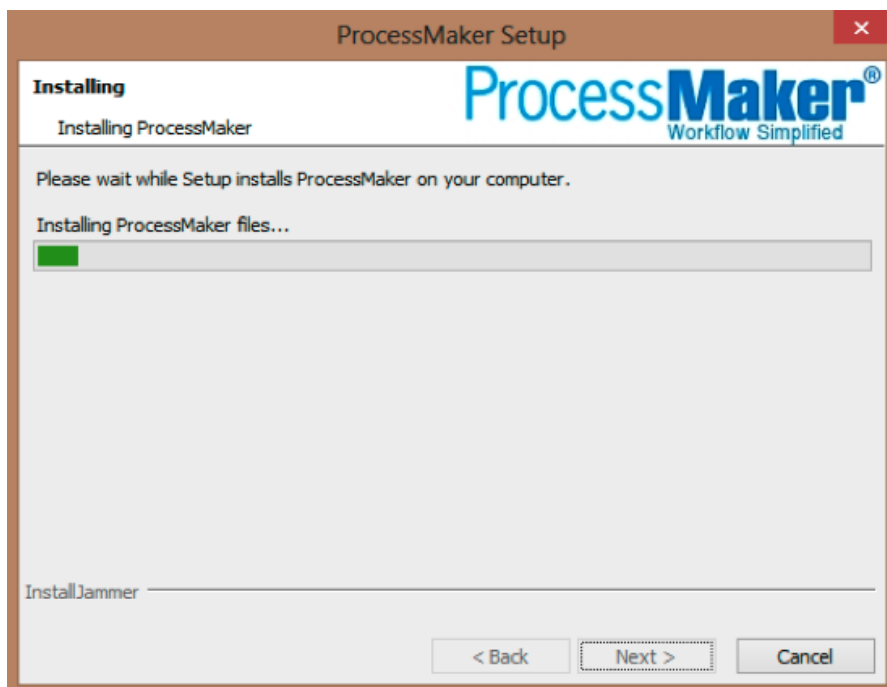 ProcessMaker Setup
Installing
Installing ProcessMaker
ProcessMaker®
Workflow Simplified
Please wait while Setup installs ProcessMaker on your computer.
Installing ProcessMaker files...
InstallJammer
< Back Next > Cancel